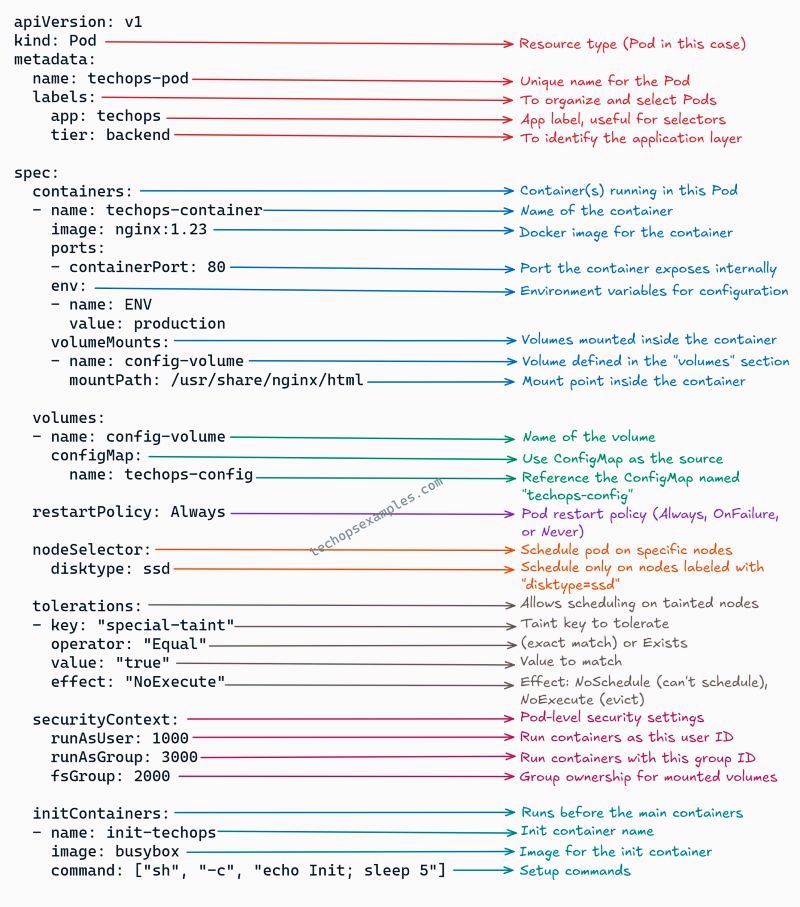 apiVersion: v1
kind: Pod Resource type (Pod in this case)
metadata:
  name: techops-pod Unique name for the Pod
  labels: To organize and select Pods
    app: techops App label, useful for selectors
    tier: backend To identify the application layer
spec:
  containers: Container(s) running in this Pod
  - name: techops-container Name of the container
    image: nginx:1.23 Docker image for the container
    ports:
    - containerPort: 80 Port the container exposes internally
    env: Environment variables for configuration
    - name: ENV
      value: production
    volumeMounts: Volumes mounted inside the container
    - name: config-volume Volume defined in the "volumes" section
      mountPath: /usr/share/nginx/html Mount point inside the container
  volumes:
  - name: config-volume Name of the volume
    configMap: Use ConfigMap as the source
      name: techops-config Reference the ConfigMap named
"techops-config"
techopsexamples.com
  restartPolicy: Always Pod restart policy (Always, OnFailure,
or Never)
  nodeSelector: Schedule pod on specific nodes
    disktype: ssd Schedule only on nodes labeled with
"disktype=ssd"
  tolerations: Allows scheduling on tainted nodes
  - key: "special-taint" Taint key to tolerate
    operator: "Equal" (exact match) or Exists
    value: "true" Value to match
    effect: "NoExecute" Effect: NoSchedule (can't schedule),
NoExecute (evict)
  securityContext: Pod-level security settings
    runAsUser: 1000 Run containers as this user ID
    runAsGroup: 3000 Run containers with this group ID
    fsGroup: 2000 Group ownership for mounted volumes
  initContainers: Runs before the main containers
  - name: init-techops Init container name
    image: busybox Image for the init container
    command: ["sh", "-c", "echo Init; sleep 5"] Setup commands